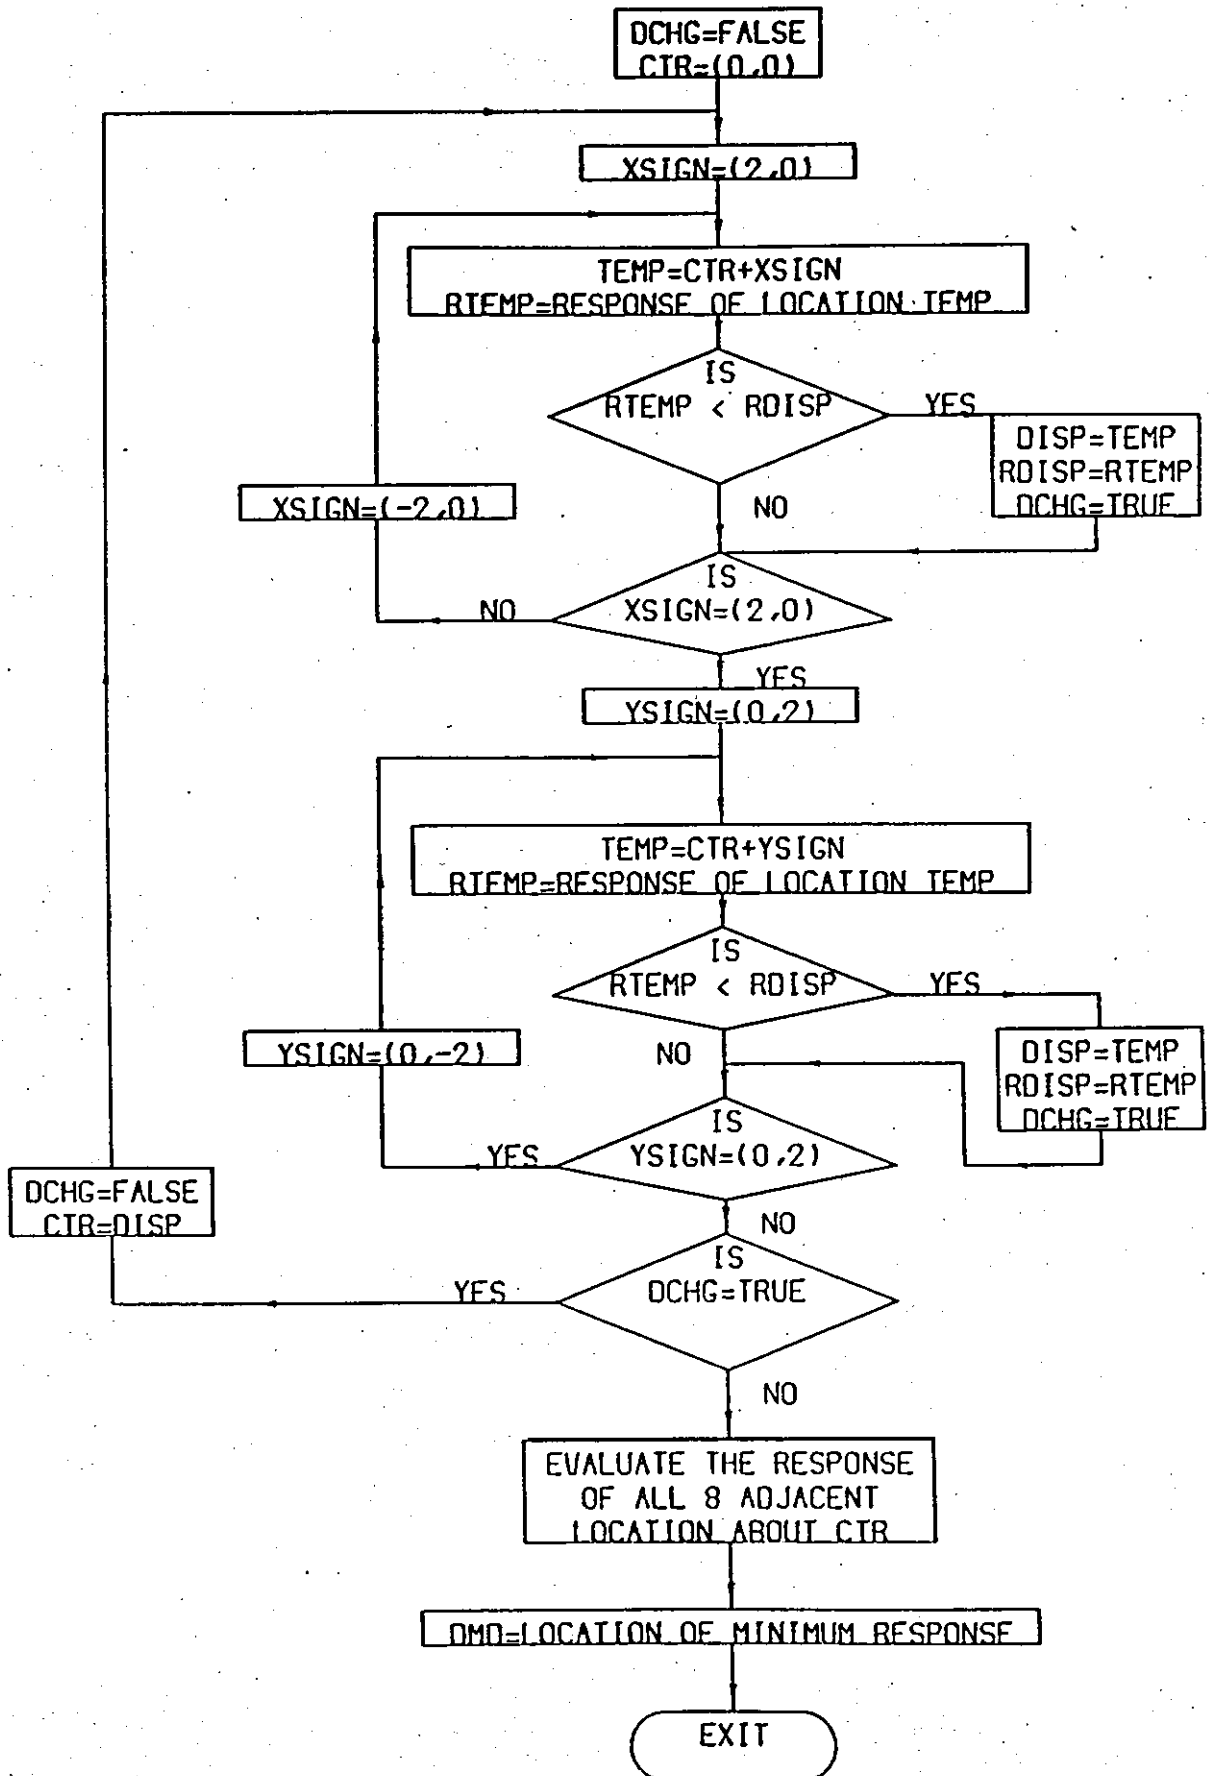 DCHG=FALSE
CTR=(0,0)
XSIGN=(2,0)
TEMP=CTR+XSIGN
RTEMP=RESPONSE OF LOCATION TEMP
IS
RTEMP < RDISP
YES
DISP=TEMP
RDISP=RTEMP
DCHG=TRUE
NO
XSIGN=(-2,0)
IS
XSIGN=(2,0)
NO
YES
YSIGN=(0,2)
TEMP=CTR+YSIGN
RTEMP=RESPONSE OF LOCATION TEMP
IS
RTEMP < RDISP
YES
DISP=TEMP
RDISP=RTEMP
DCHG=TRUE
NO
YSIGN=(0,-2)
IS
YSIGN=(0,2)
YES
NO
DCHG=FALSE
CTR=DISP
IS
DCHG=TRUE
YES
NO
EVALUATE THE RESPONSE
OF ALL 8 ADJACENT
LOCATION ABOUT CTR
DMD=LOCATION OF MINIMUM RESPONSE
EXIT